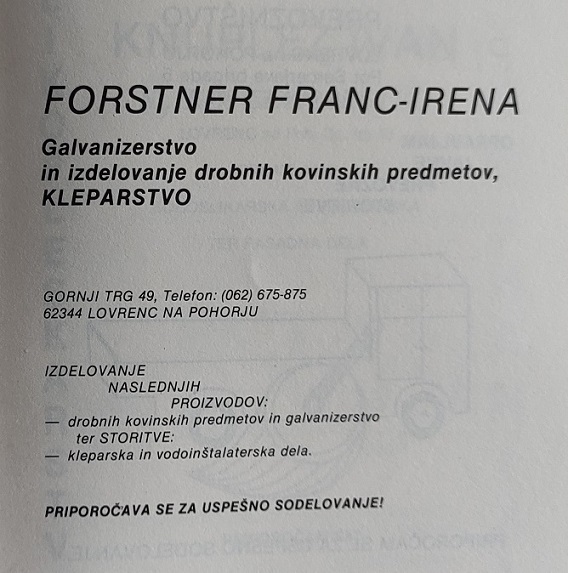 FORSTNER FRANC-IRENA
Galvanizerstvo
in izdelovanje drobnih kovinskih predmetov,
KLEPARSTVO
GORNJI TRG 49, Telefon: (062) 675-875
62344 LOVRENC NA POHORJU
IZDELOVANJE
NASLEDNJIH
PROIZVODOV:
— drobnih kovinskih predmetov in galvanizerstvo
ter STORITVE:
— kleparska in vodoinštalaterska dela.
PRIPOROČAVA SE ZA USPEŠNO SODELOVANJE!